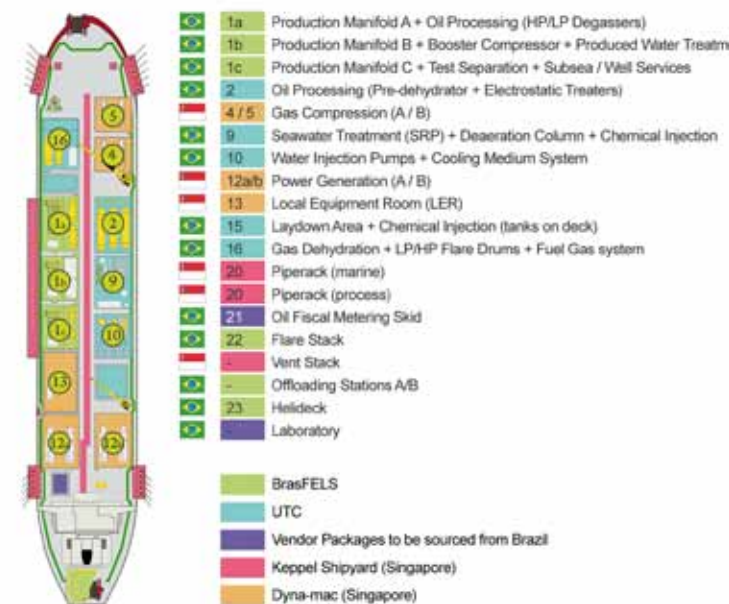 1a Production Manifold A + Oil Processing (HP/LP Degassers)
1b Production Manifold B + Booster Compressor + Produced Water Treatm
1c Production Manifold C + Test Separation + Subsea / Well Services
2 Oil Processing (Pre-dehydrator + Electrostatic Treaters)
4 / 5 Gas Compression (A / B)
9 Seawater Treatment (SRP) + Deaeration Column + Chemical Injection
10 Water Injection Pumps + Cooling Medium System
12a/b Power Generation (A / B)
13 Local Equipment Room (LER)
15 Laydown Area + Chemical Injection (tanks on deck)
16 Gas Dehydration + LP/HP Flare Drums + Fuel Gas system
20 Piperack (marine)
20 Piperack (process)
21 Oil Fiscal Metering Skid
22 Flare Stack
- Vent Stack
- Offloading Stations A/B
23 Helideck
- Laboratory
BrasFELS
UTC
Vendor Packages to be sourced from Brazil
Keppel Shipyard (Singapore)
Dyna-mac (Singapore)
5
16 4
1a 2
1b 9
1c 10
13
12a 12b